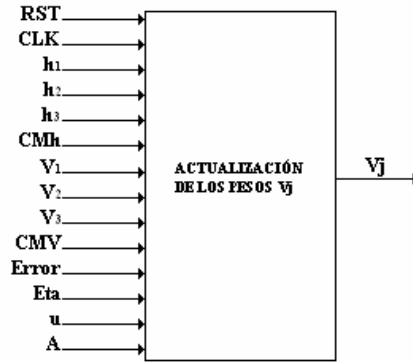 RST
CLK
h1
h2
h3
CMh
V1
V2
V3
CMV
Error
Eta
u
A
ACTUALIZACIÓN
DE LOS PESOS Vj
Vj